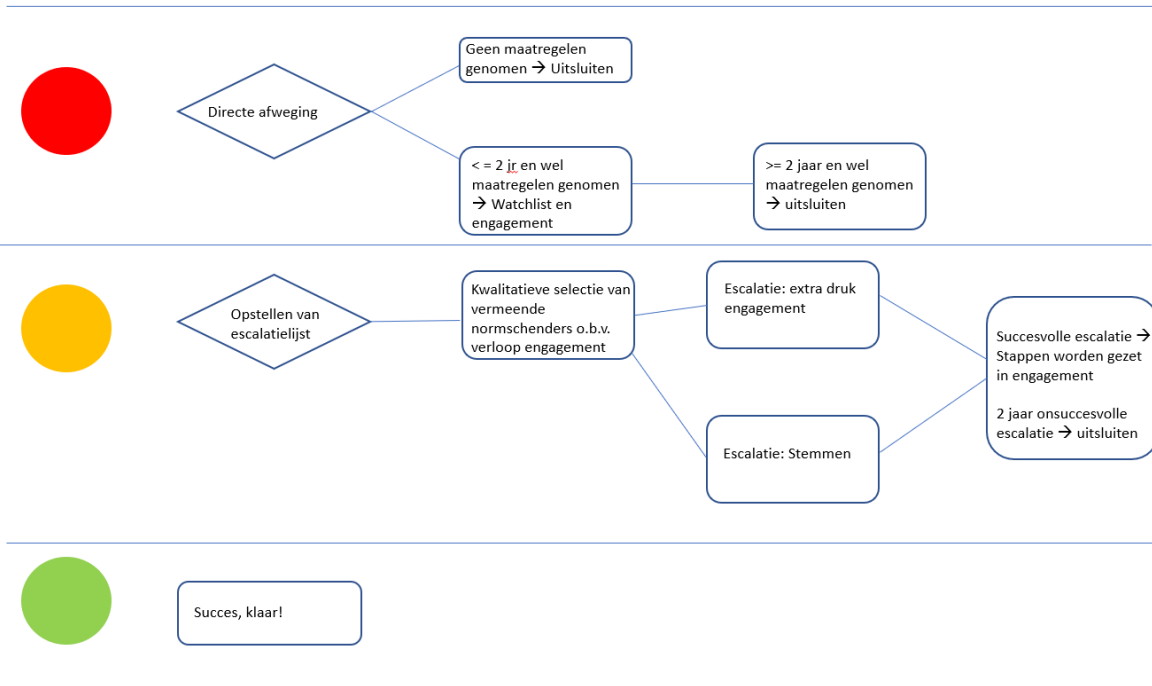 Geen maatregelen
genomen → Uitsluiten
Directe afweging
< = 2 jr en wel
maatregelen genomen
→ Watchlist en
engagement
>= 2 jaar en wel
maatregelen genomen
→ uitsluiten
Opstellen van
escalatielijst
Kwalitatieve selectie van
vermeende
normschenders o.b.v.
verloop engagement
Escalatie: extra druk
engagement
Escalatie: Stemmen
Succesvolle escalatie →
Stappen worden gezet
in engagement
2 jaar onsuccesvolle
escalatie → uitsluiten
Succes, klaar!